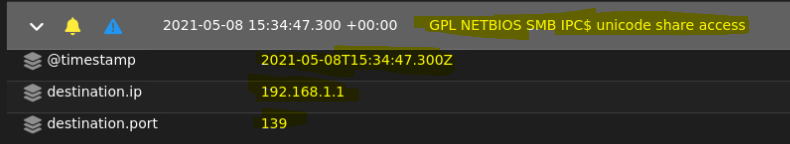 2021-05-08 15:34:47.300 +00:00 GPL NETBIOS SMB IPC$ unicode share access
@timestamp 2021-05-08T15:34:47.300Z
destination.ip 192.168.1.1
destination.port 139